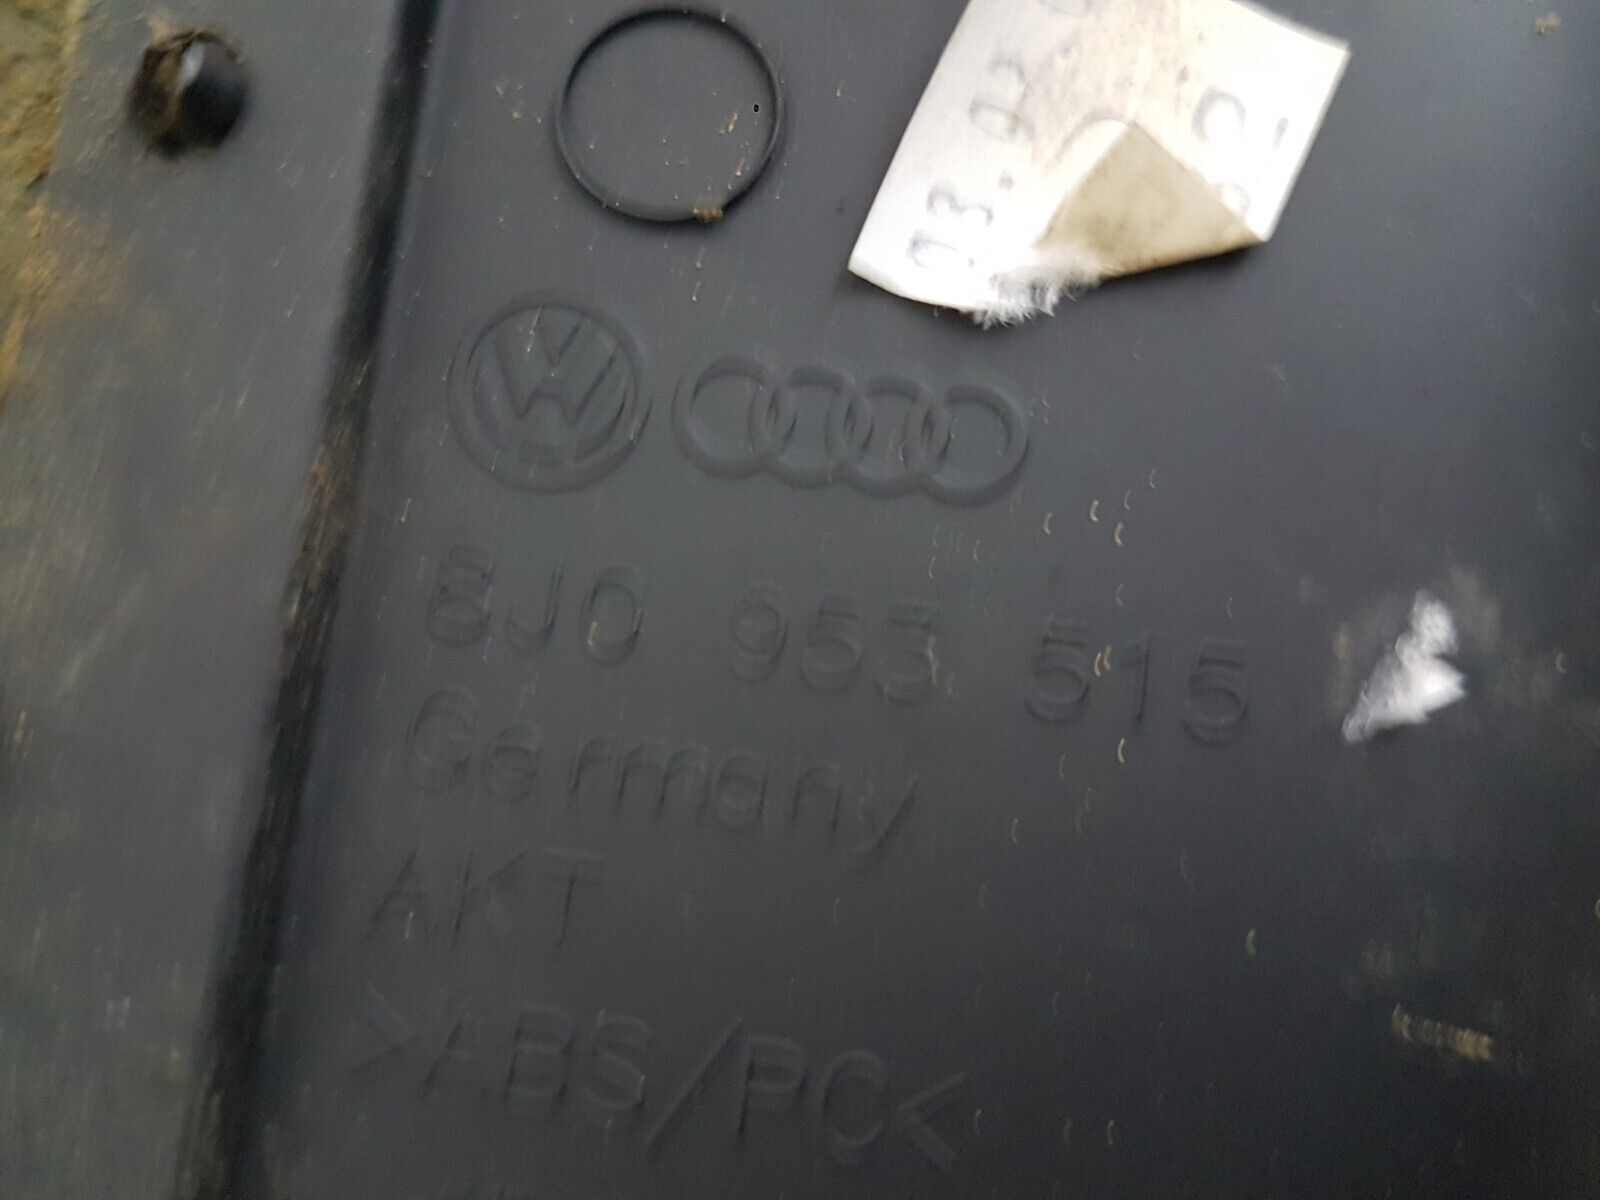 8J0 953 515
Germany
AKT
>ABS/PC<